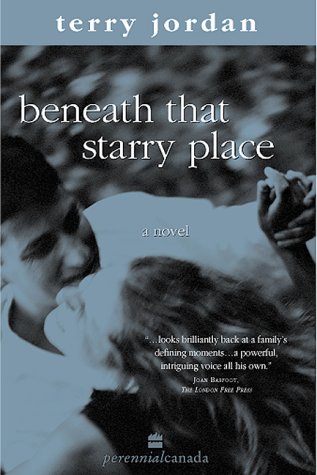 terry jordan
beneath that
starry place
a novel
"...looks brilliantly back at a family's
defining moments...a powerful,
intriguing voice all his own."
Joan Barfoot,
The London Free Press
perennialcanada